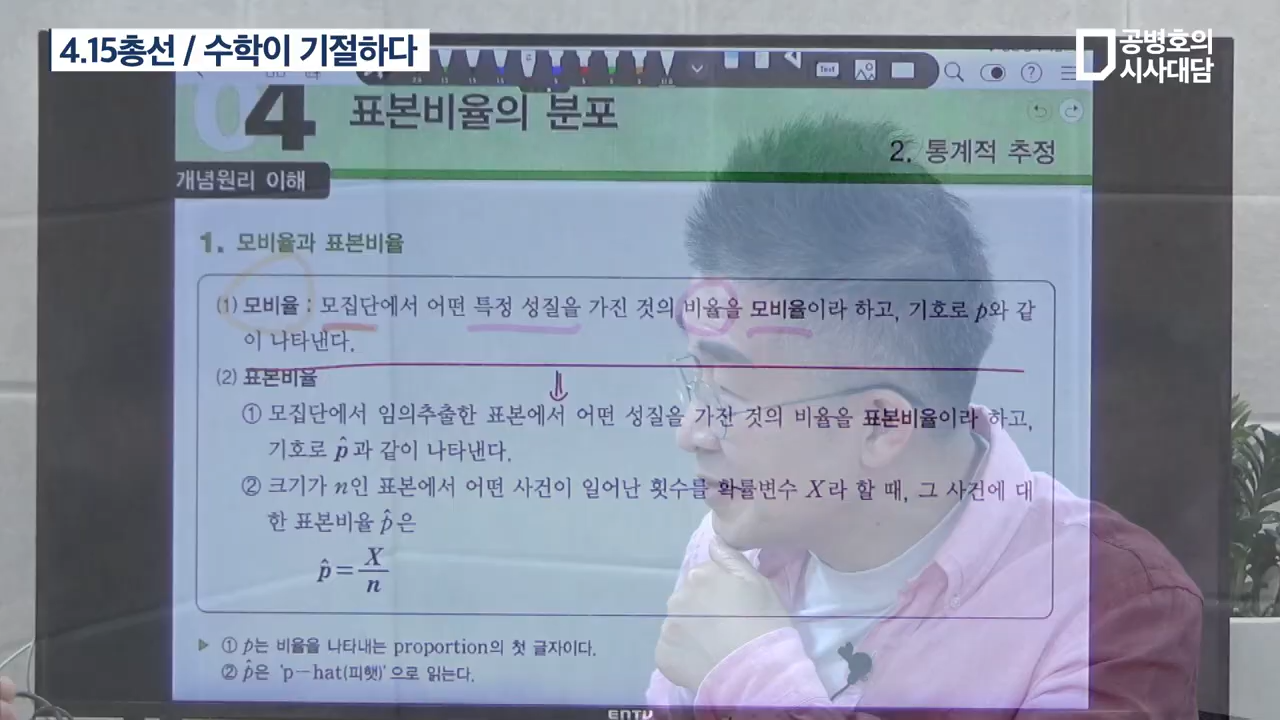 4.15총선 / 수학이 기절하다
공병호의
시사대담
Text
04
표본비율의 분포
2. 통계적 추정
개념원리 이해
1. 모비율과 표본비율
(1) 모비율 : 모집단에서 어떤 특정 성질을 가진 것의 비율을 모비율이라 하고, 기호로 p와 같
이 나타낸다.
(2) 표본비율
① 모집단에서 임의추출한 표본에서 어떤 성질을 가진 것의 비율을 표본비율이라 하고,
기호로 p̂과 같이 나타낸다.
② 크기가 n인 표본에서 어떤 사건이 일어난 횟수를 확률변수 X라 할 때, 그 사건에 대
한 표본비율 p̂은
p̂ = X/n
▶ ① p는 비율을 나타내는 proportion의 첫 글자이다.
② p̂은 'p-hat(피햇)'으로 읽는다.